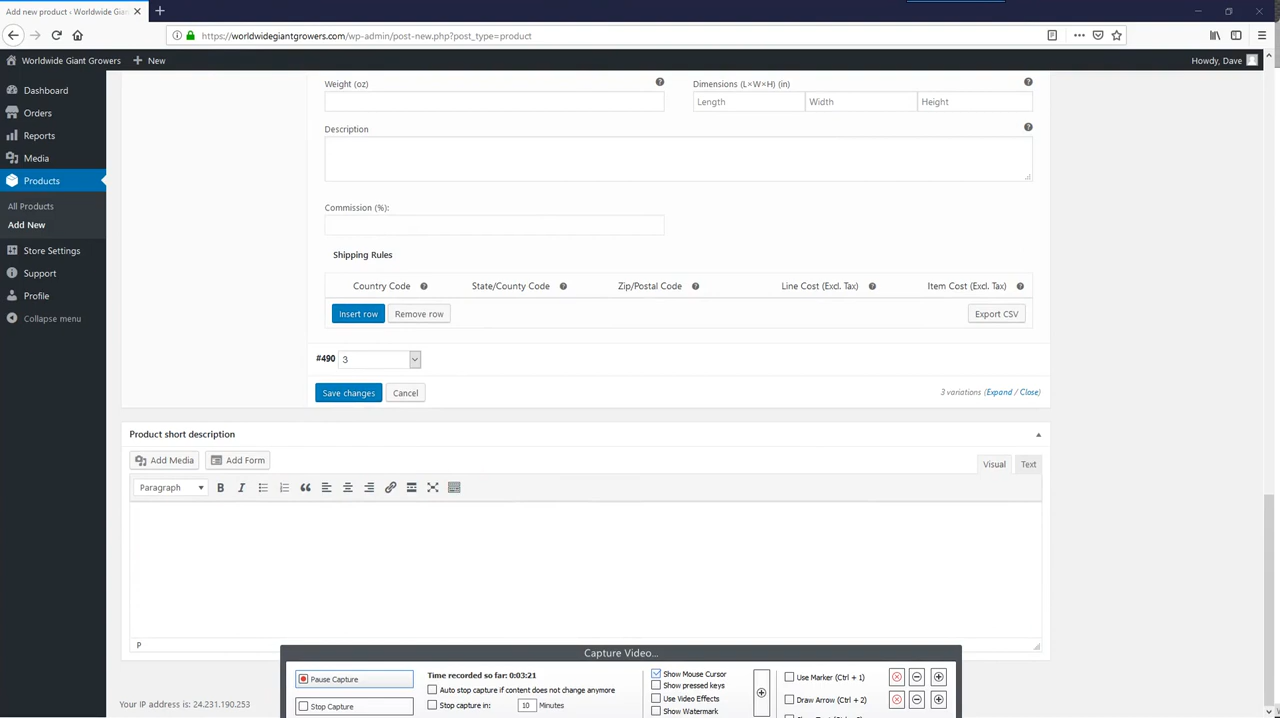 Add new product ‹ Worldwide Gian
https://worldwidegiantgrowers.com/wp-admin/post-new.php?post_type=product
Worldwide Giant Growers
New
Howdy, Dave
Dashboard
Orders
Reports
Media
Products
All Products
Add New
Store Settings
Support
Profile
Collapse menu
Weight (oz)
Dimensions (L×W×H) (in)
Length
Width
Height
Description
Commission (%):
Shipping Rules
Country Code
State/County Code
Zip/Postal Code
Line Cost (Excl. Tax)
Item Cost (Excl. Tax)
Insert row
Remove row
Export CSV
#490
3
Save changes
Cancel
3 variations (Expand / Close)
Product short description
Add Media
Add Form
Visual
Text
Paragraph
B
I
P
Your IP address is: 24.231.190.253
Capture Video...
Pause Capture
Stop Capture
Time recorded so far: 0:03:21
Auto stop capture if content does not change anymore
Stop capture in: 10 Minutes
Show Mouse Cursor
Show pressed keys
Use Video Effects
Show Watermark
Use Marker (Ctrl + 1)
Draw Arrow (Ctrl + 2)